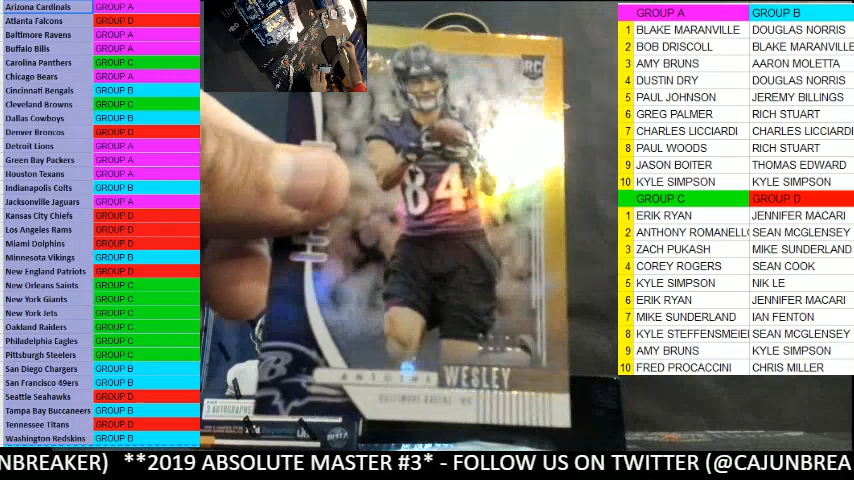 Arizona Cardinals GROUP A
Atlanta Falcons GROUP D
Baltimore Ravens GROUP A
Buffalo Bills GROUP A
Carolina Panthers GROUP C
Chicago Bears GROUP A
Cincinnati Bengals GROUP B
Cleveland Browns GROUP C
Dallas Cowboys GROUP B
Denver Broncos GROUP D
Detroit Lions GROUP A
Green Bay Packers GROUP A
Houston Texans GROUP A
Indianapolis Colts GROUP B
Jacksonville Jaguars GROUP A
Kansas City Chiefs GROUP D
Los Angeles Rams GROUP D
Miami Dolphins GROUP D
Minnesota Vikings GROUP B
New England Patriots GROUP D
New Orleans Saints GROUP C
New York Giants GROUP C
New York Jets GROUP C
Oakland Raiders GROUP C
Philadelphia Eagles GROUP C
Pittsburgh Steelers GROUP C
San Diego Chargers GROUP B
San Francisco 49ers GROUP B
Seattle Seahawks GROUP D
Tampa Bay Buccaneers GROUP B
Tennessee Titans GROUP D
Washington Redskins GROUP B
RC
84
ANTOINE WESLEY
BALTIMORE RAVENS WR
3 AUTOGRAPHS
GROUP A GROUP B
1 BLAKE MARANVILLE DOUGLAS NORRIS
2 BOB DRISCOLL BLAKE MARANVILLE
3 AMY BRUNS AARON MOLETTA
4 DUSTIN DRY DOUGLAS NORRIS
5 PAUL JOHNSON JEREMY BILLINGS
6 GREG PALMER RICH STUART
7 CHARLES LICCIARDI CHARLES LICCIARDI
8 PAUL WOODS RICH STUART
9 JASON BOITER THOMAS EDWARD
10 KYLE SIMPSON KYLE SIMPSON
GROUP C GROUP D
1 ERIK RYAN JENNIFER MACARI
2 ANTHONY ROMANELLO SEAN MCGLENSEY
3 ZACH PUKASH MIKE SUNDERLAND
4 COREY ROGERS SEAN COOK
5 KYLE SIMPSON NIK LE
6 ERIK RYAN JENNIFER MACARI
7 MIKE SUNDERLAND IAN FENTON
8 KYLE STEFFENSMEIE SEAN MCGLENSEY
9 AMY BRUNS KYLE SIMPSON
10 FRED PROCACCINI CHRIS MILLER
NBREAKER) **2019 ABSOLUTE MASTER #3* - FOLLOW US ON TWITTER (@CAJUNBREA